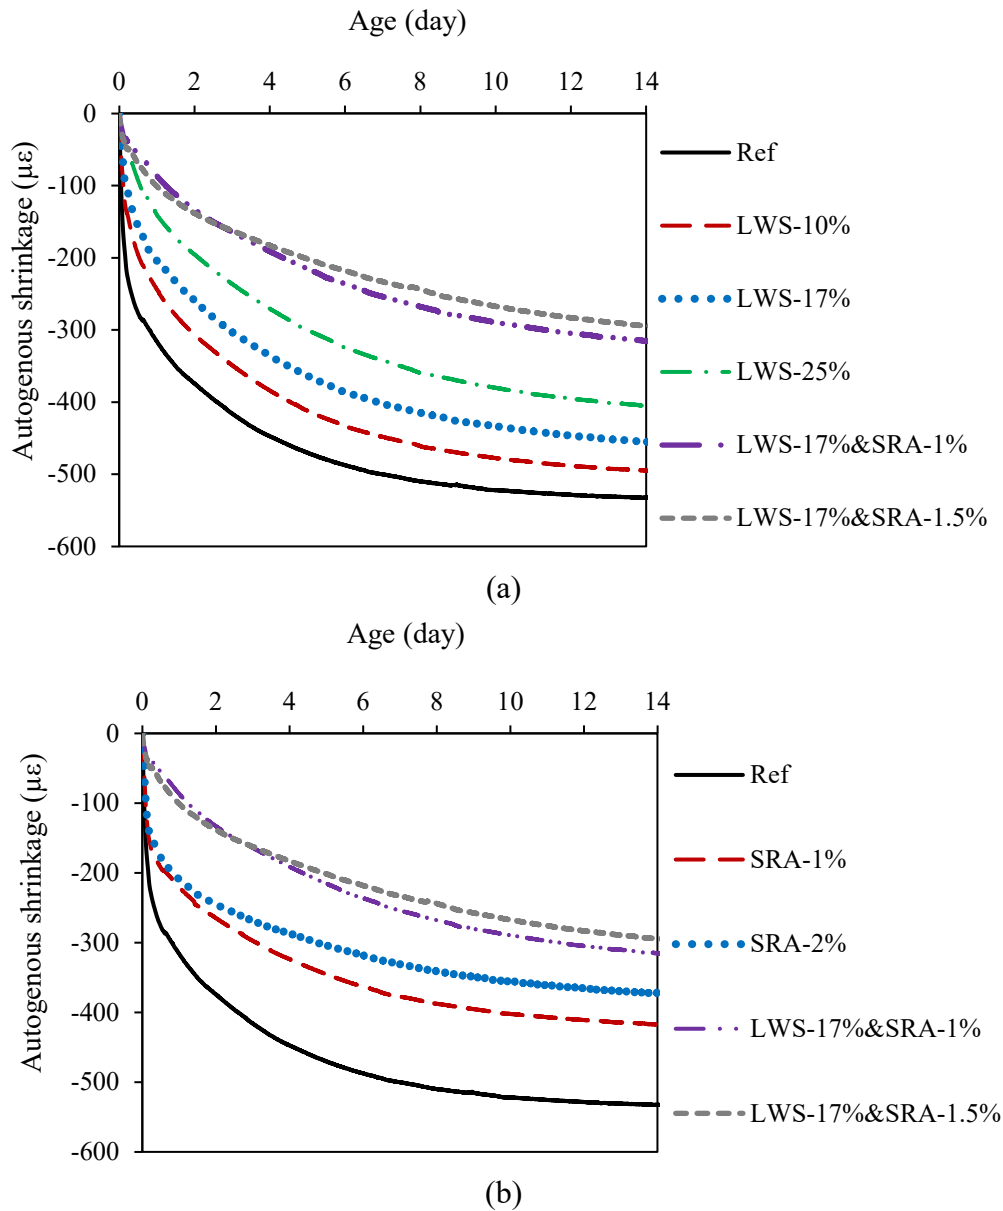 Age (day)
0 2 4 6 8 10 12 14
Autogenous shrinkage (με)
0
-100
-200
-300
-400
-500
-600
Ref
LWS-10%
LWS-17%
LWS-25%
LWS-17%&SRA-1%
LWS-17%&SRA-1.5%
(a)
Age (day)
0 2 4 6 8 10 12 14
Autogenous shrinkage (με)
0
-100
-200
-300
-400
-500
-600
Ref
SRA-1%
SRA-2%
LWS-17%&SRA-1%
LWS-17%&SRA-1.5%
(b)